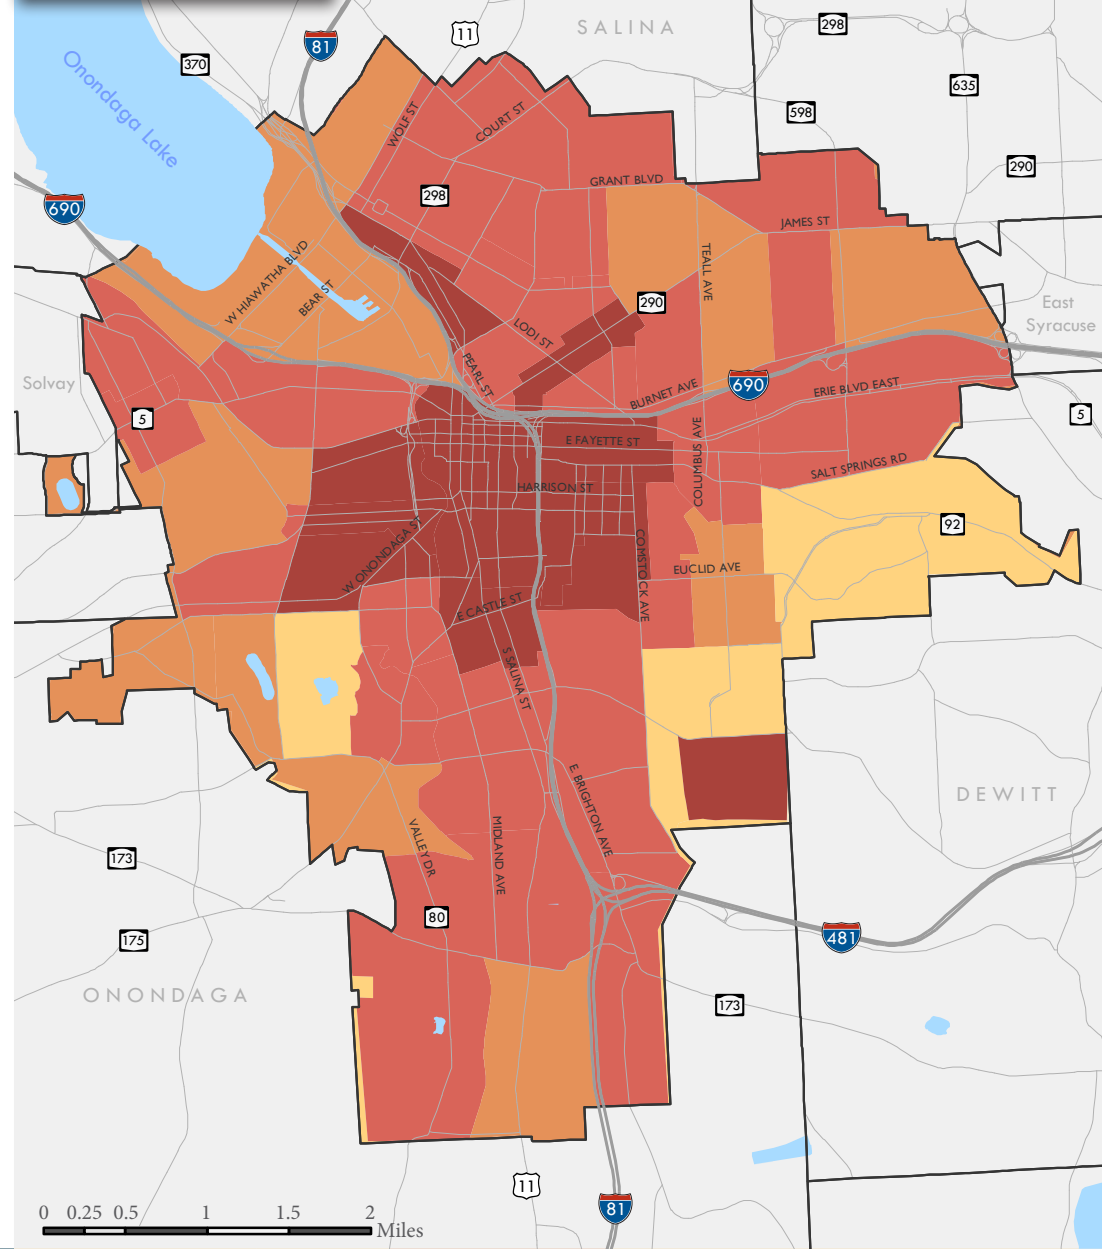 SALINA
11
81
298
370
635
598
290
Onondaga Lake
WOLF ST
COURT ST
GRANT BLVD
298
690
JAMES ST
TEALL AVE
W HIAWATHA BLVD
BEAR ST
290
East
Syracuse
LODI ST
PEARL ST
Solvay
BURNET AVE
690
ERIE BLVD EAST
5
5
E FAYETTE ST
COLUMBUS AVE
SALT SPRINGS RD
HARRISON ST
92
W ONONDAGA ST
COMSTOCK AVE
EUCLID AVE
E CASTLE ST
S SALINA ST
E BRIGHTON AVE
DEWITT
VALLEY DR
MIDLAND AVE
173
80
175
481
ONONDAGA
173
11
81
0 0.25 0.5 1 1.5 2
Miles